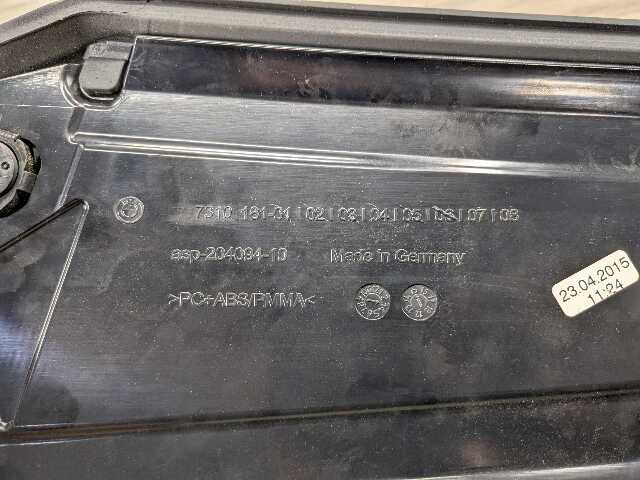 7310 161-01 | 02 | 03 | 04 | 05 | 06 | 07 | 08
asp-204094-10 Made in Germany
>PC+ABS/PMMA<
23.04.2015
11:24